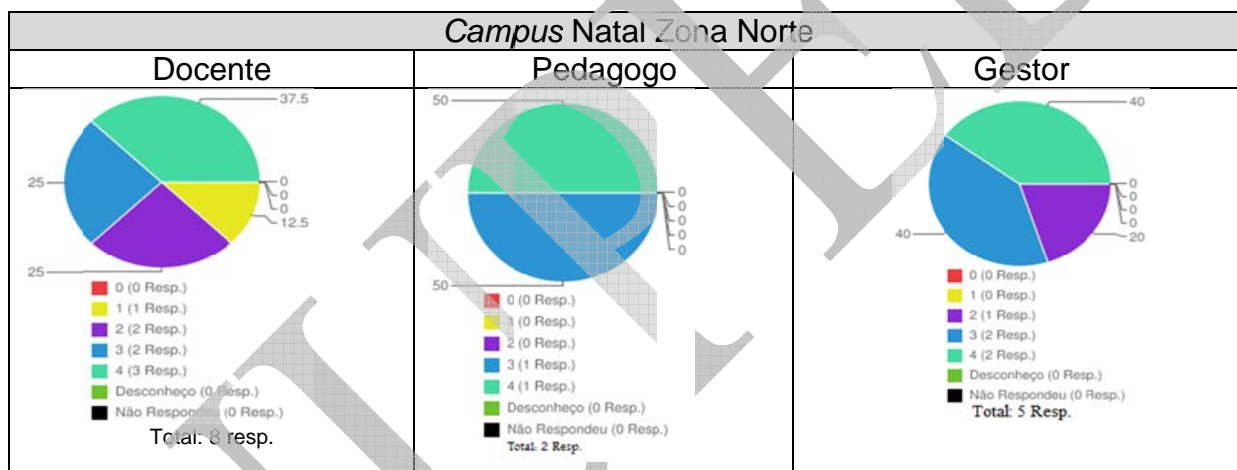 Campus Natal Zona Norte
Docente
37.5
25
0
0
0
12.5
25
0 (0 Resp.)
1 (1 Resp.)
2 (2 Resp.)
3 (2 Resp.)
4 (3 Resp.)
Desconheço (0 Resp.)
Não Respondeu (0 Resp.)
Total: 8 resp.
Pedagogo
50
0
0
0
0
0
50
0 (0 Resp.)
1 (0 Resp.)
2 (0 Resp.)
3 (1 Resp.)
4 (1 Resp.)
Desconheço (0 Resp.)
Não Respondeu (0 Resp.)
Total: 2 Resp.
Gestor
40
0
0
0
0
40
20
0 (0 Resp.)
1 (0 Resp.)
2 (1 Resp.)
3 (2 Resp.)
4 (2 Resp.)
Desconheço (0 Resp.)
Não Respondeu (0 Resp.)
Total: 5 Resp.